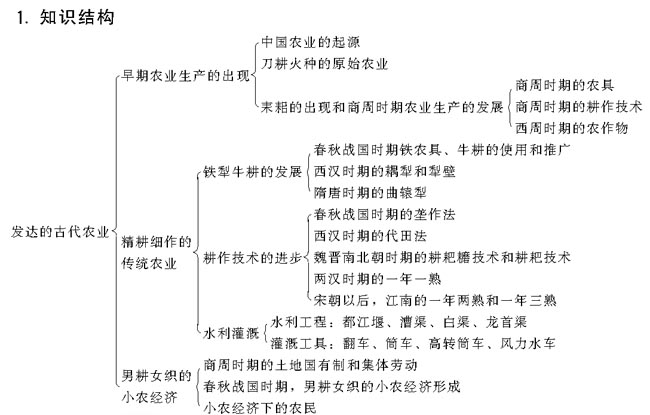 1. 知识结构
中国农业的起源
早期农业生产的出现
刀耕火种的原始农业
商周时期的农具
耒耜的出现和商周时期农业生产的发展
商周时期的耕作技术
西周时期的农作物
春秋战国时期铁农具、牛耕的使用和推广
铁犁牛耕的发展
西汉时期的耦犁和犁壁
隋唐时期的曲辕犁
春秋战国时期的垄作法
发达的古代农业
精耕细作的
传统农业
西汉时期的代田法
耕作技术的进步
魏晋南北朝时期的耕耙耱技术和耕耙技术
两汉时期的一年一熟
宋朝以后，江南的一年两熟和一年三熟
水利灌溉
水利工程：都江堰、漕渠、白渠、龙首渠
灌溉工具：翻车、筒车、高转筒车、风力水车
男耕女织的
小农经济
商周时期的土地国有制和集体劳动
春秋战国时期，男耕女织的小农经济形成
小农经济下的农民